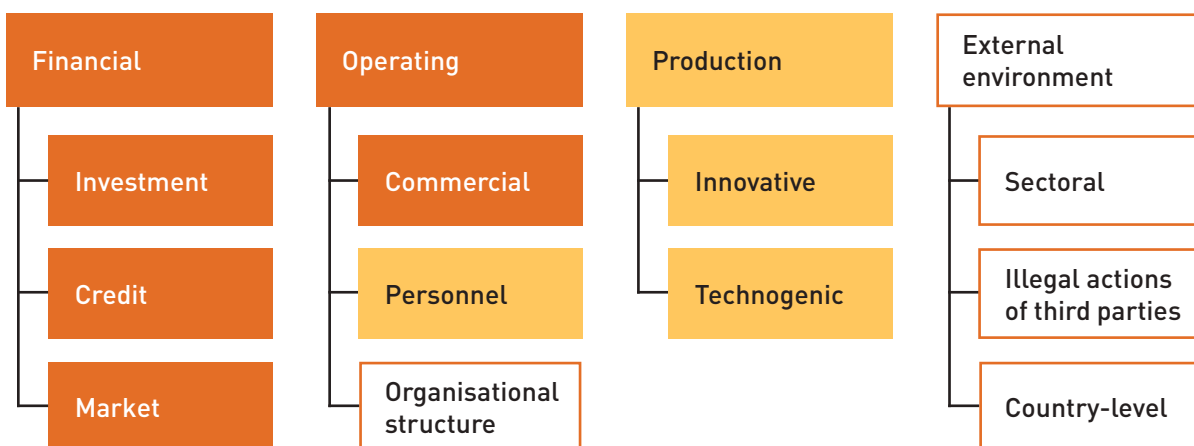 Financial
Investment
Credit
Market
Operating
Commercial
Personnel
Organisational
structure
Production
Innovative
Technogenic
External
environment
Sectoral
Illegal actions
of third parties
Country-level